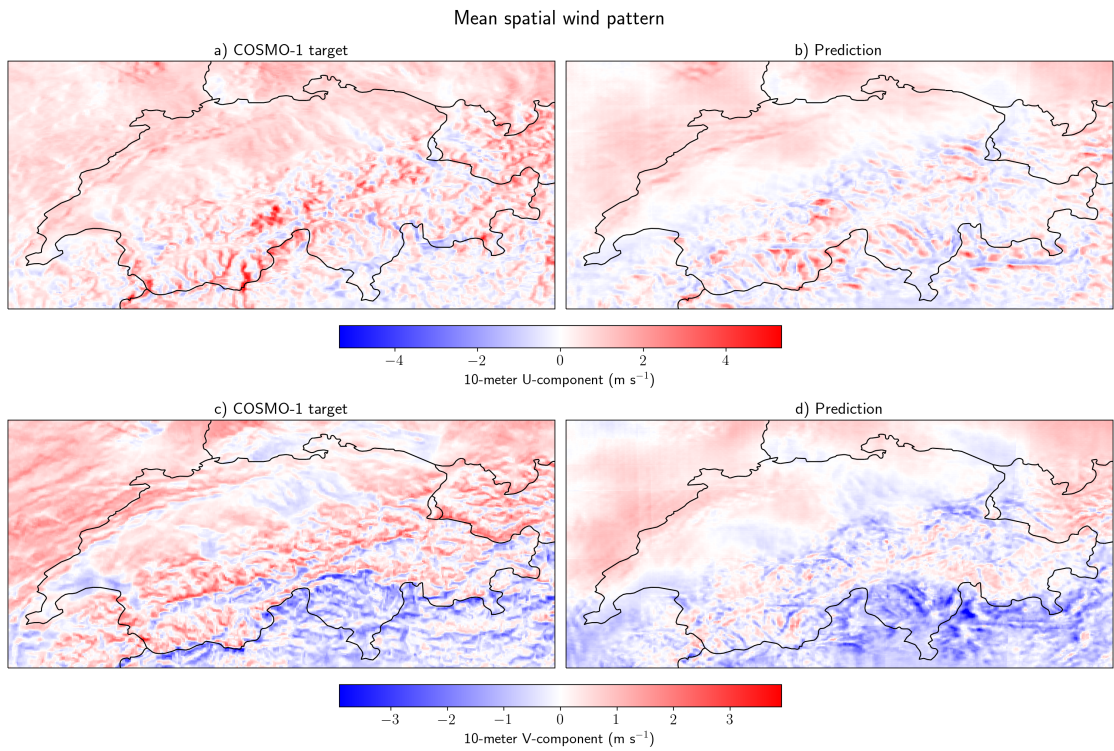 Mean spatial wind pattern
a) COSMO-1 target
b) Prediction
−4 −2 0 2 4
10-meter U-component (m s⁻¹)
c) COSMO-1 target
d) Prediction
−3 −2 −1 0 1 2 3
10-meter V-component (m s⁻¹)